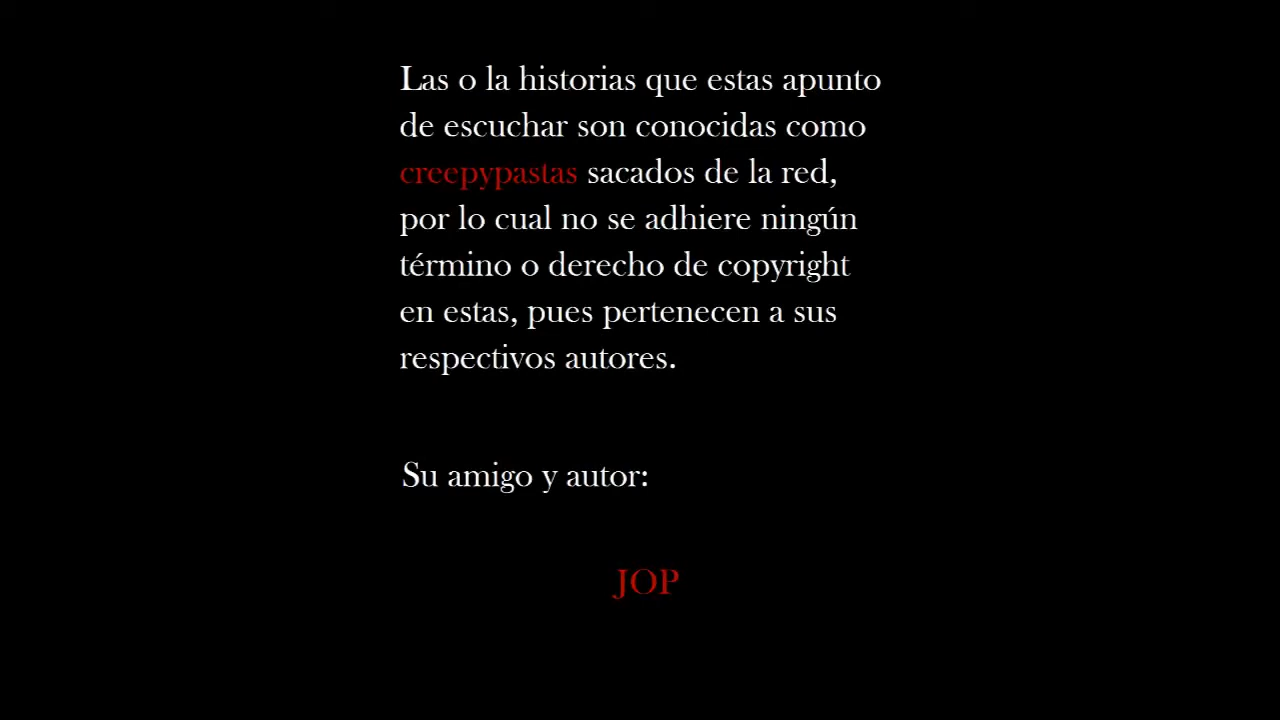 Las o la historias que estas apunto
de escuchar son conocidas como
creepypastas sacados de la red,
por lo cual no se adhiere ningún
término o derecho de copyright
en estas, pues pertenecen a sus
respectivos autores.
Su amigo y autor:
JOP